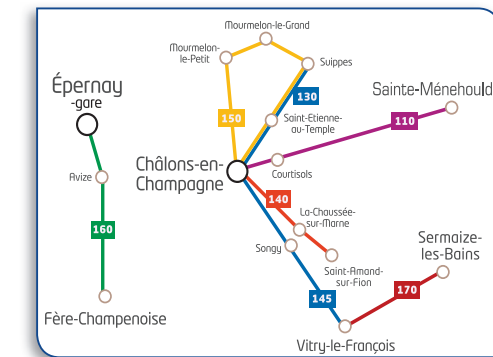 Mourmelon-le-Grand
Mourmelon-
le-Petit
Suippes
Épernay
-gare
130
Sainte-Ménehould
150
Saint-Etienne-
au-Temple
110
Châlons-en-
Champagne
Courtisols
Avize
140
La-Chaussée-
sur-Marne
160
Songy
Sermaize-
les-Bains
Saint-Amand-
sur-Fion
170
145
Fère-Champenoise
Vitry-le-François